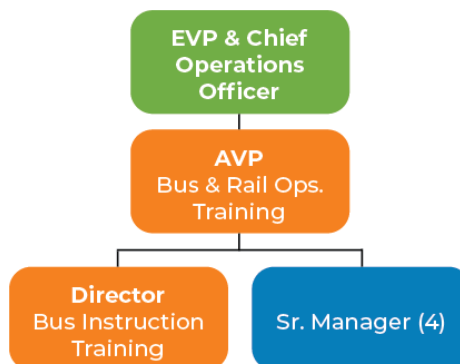 EVP & Chief
Operations
Officer
AVP
Bus & Rail Ops.
Training
Director
Bus Instruction
Training
Sr. Manager (4)